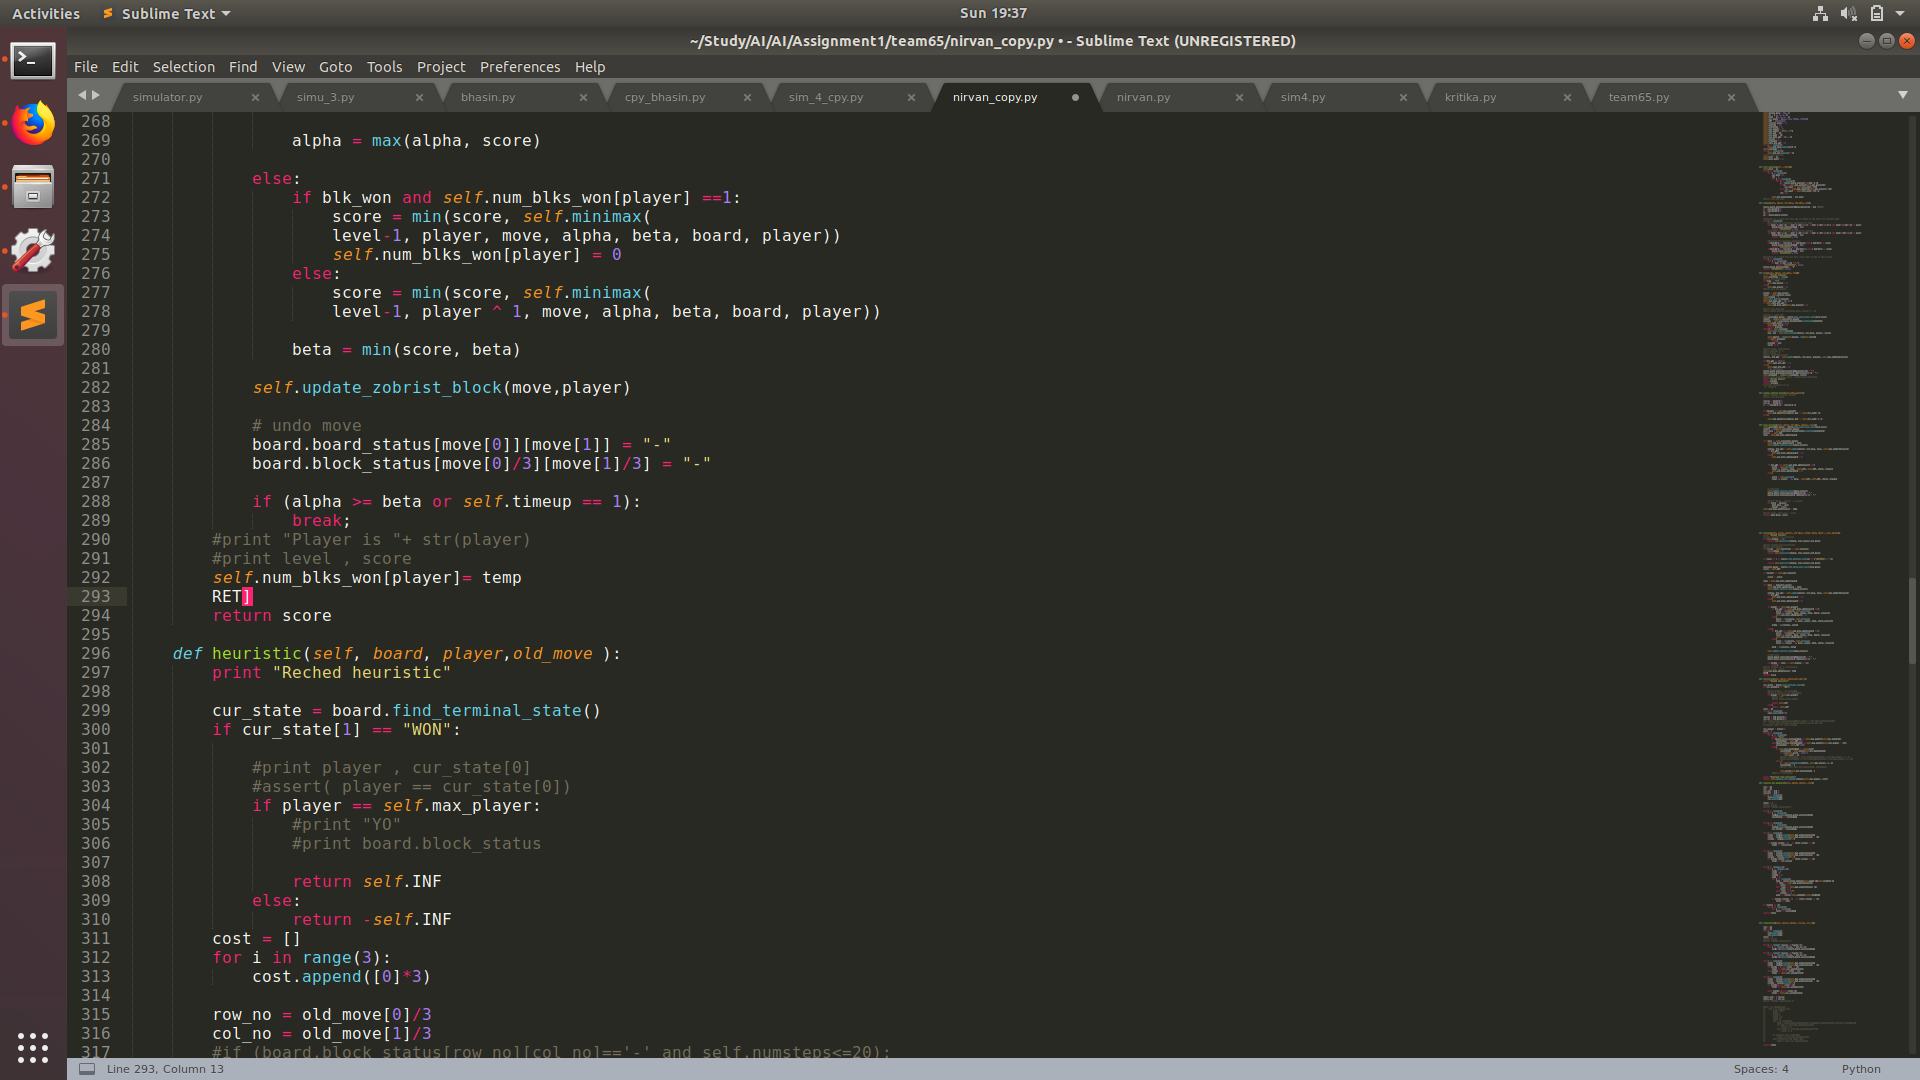 Activities Sublime Text Sun 19:37
~/Study/AI/AI/Assignment1/team65/nirvan_copy.py • - Sublime Text (UNREGISTERED)
File Edit Selection Find View Goto Tools Project Preferences Help
simulator.py simu_3.py bhasin.py cpy_bhasin.py sim_4_cpy.py nirvan_copy.py nirvan.py sim4.py kritika.py team65.py
268
269 alpha = max(alpha, score)
270
271 else:
272 if blk_won and self.num_blks_won[player] ==1:
273 score = min(score, self.minimax(
274 level-1, player, move, alpha, beta, board, player))
275 self.num_blks_won[player] = 0
276 else:
277 score = min(score, self.minimax(
278 level-1, player ^ 1, move, alpha, beta, board, player))
279
280 beta = min(score, beta)
281
282 self.update_zobrist_block(move,player)
283
284 # undo move
285 board.board_status[move[0]][move[1]] = "-"
286 board.block_status[move[0]/3][move[1]/3] = "-"
287
288 if (alpha >= beta or self.timeup == 1):
289 break;
290 #print "Player is "+ str(player)
291 #print level , score
292 self.num_blks_won[player]= temp
293 RET]
294 return score
295
296 def heuristic(self, board, player,old_move ):
297 print "Reched heuristic"
298
299 cur_state = board.find_terminal_state()
300 if cur_state[1] == "WON":
301
302 #print player , cur_state[0]
303 #assert( player == cur_state[0])
304 if player == self.max_player:
305 #print "YO"
306 #print board.block_status
307
308 return self.INF
309 else:
310 return -self.INF
311 cost = []
312 for i in range(3):
313 cost.append([0]*3)
314
315 row_no = old_move[0]/3
316 col_no = old_move[1]/3
317 #if (board.block_status[row_no][col_no]=='-' and self.numsteps<=20):
Line 293, Column 13 Spaces: 4 Python